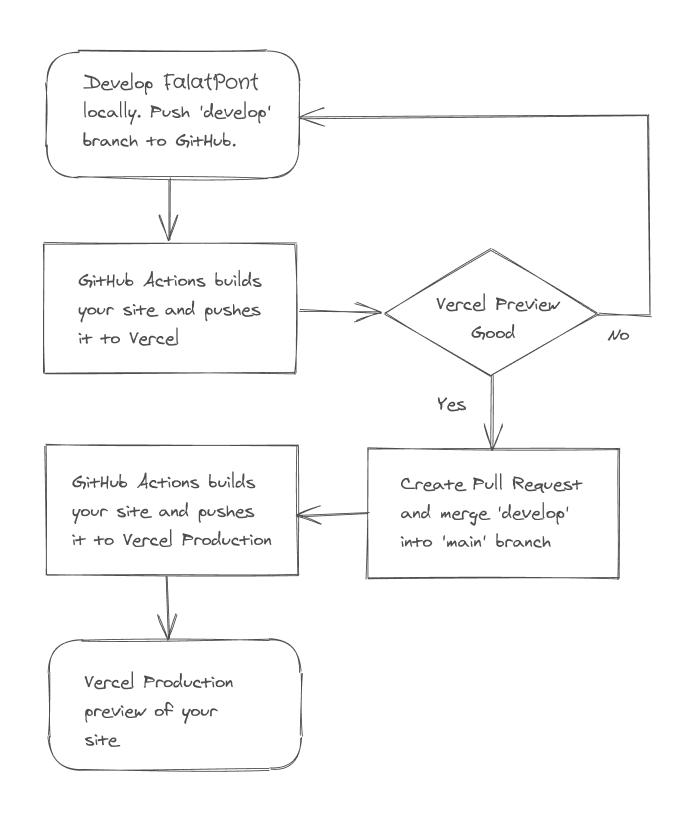 Develop FalatPont
locally. Push 'develop'
branch to GitHub.
GitHub Actions builds
your site and pushes
it to Vercel
Vercel Preview
Good
No
Yes
Create Pull Request
and merge 'develop'
into 'main' branch
GitHub Actions builds
your site and pushes
it to Vercel Production
Vercel Production
preview of your
site